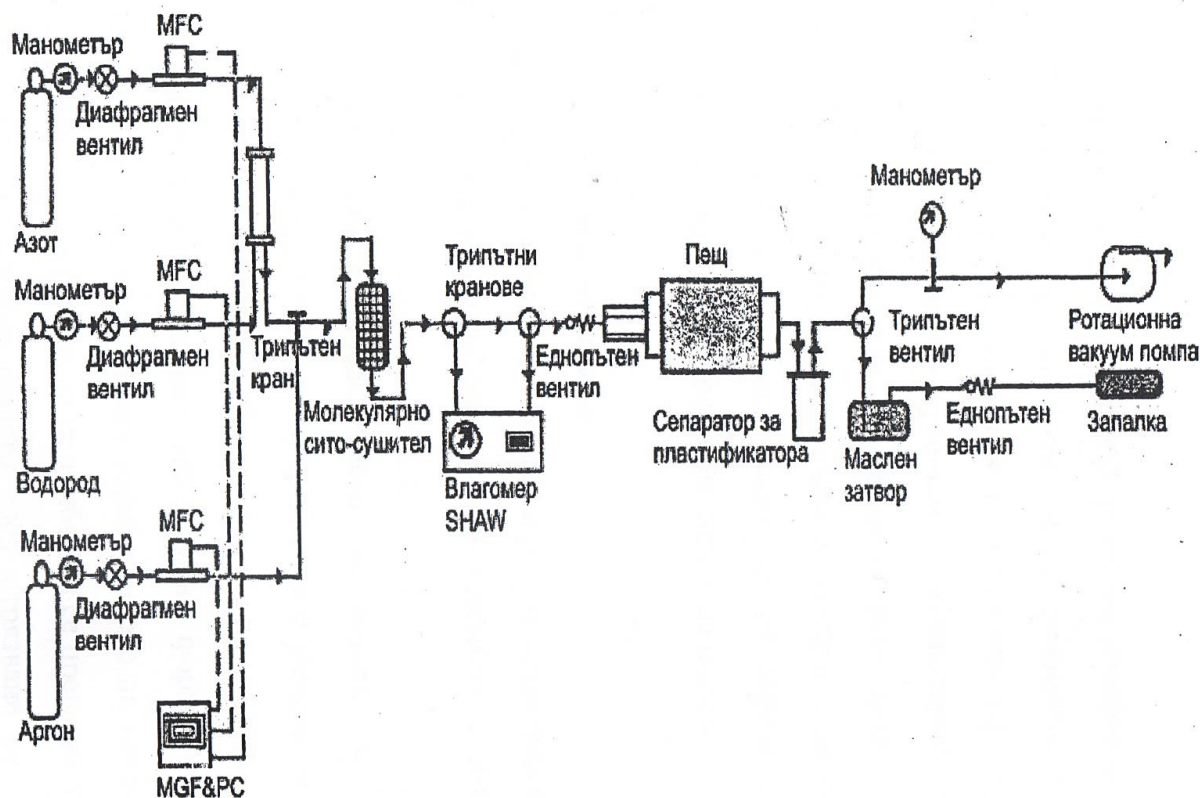 MFC
Манометър
Диафрагмен
вентил
Азот
MFC
Манометър
Диафрагмен
вентил
Водород
MFC
Манометър
Диафрагмен
вентил
Аргон
MGF&PC
Трипътен
кран
Молекулярно
сито-сушител
Трипътни
кранове
Влагомер
SHAW
Еднопътен
вентил
Пещ
Сепаратор за
пластификатора
Манометър
Трипътен
вентил
Маслен
затвор
Еднопътен
вентил
Ротационна
вакуум помпа
Запалка